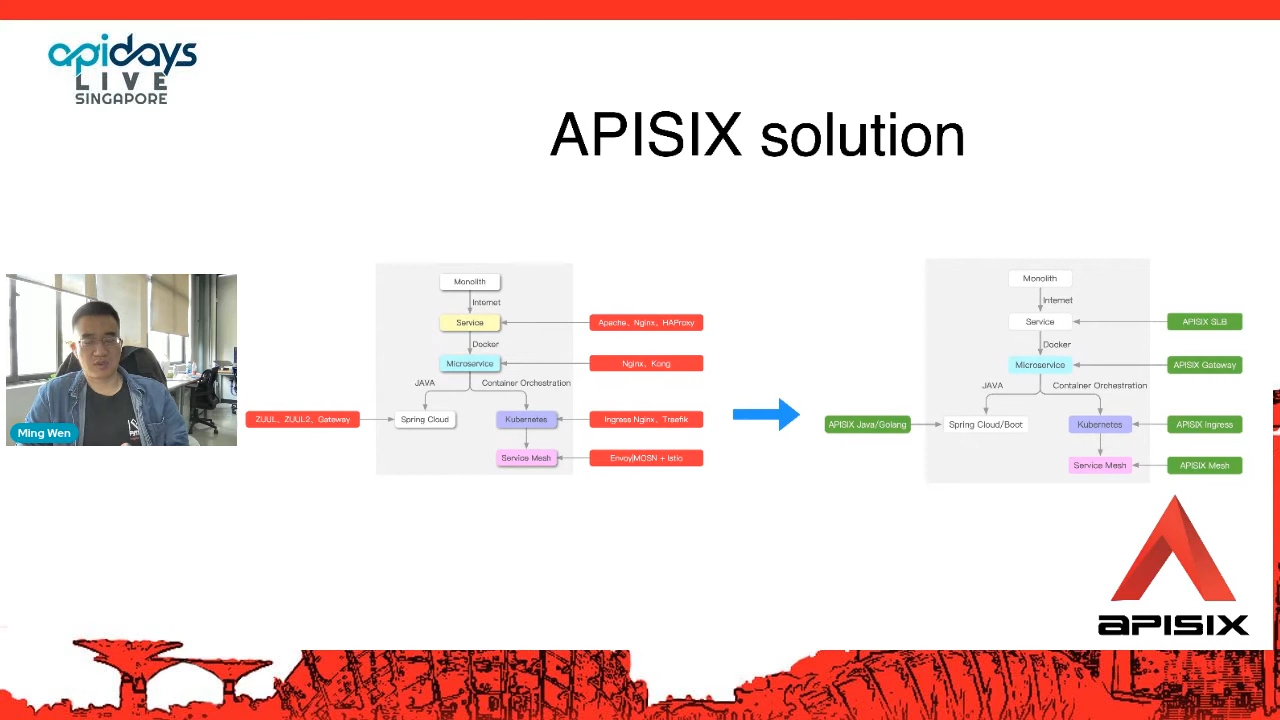 apidays
LIVE
SINGAPORE
APISIX solution
Ming Wen
Monolith
Internet
Service
Apache、Nginx、HAProxy
Docker
Microservice
Nginx、Kong
JAVA
Container Orchestration
ZUUL、ZUUL2、Gateway
Spring Cloud
Kubernetes
Ingress Nginx、Traefik
Service Mesh
Envoy|MOSN + Istio
Monolith
Internet
Service
APISIX SLB
Docker
Microservice
APISIX Gateway
JAVA
Container Orchestration
APISIX Java/Golang
Spring Cloud/Boot
Kubernetes
APISIX Ingress
Service Mesh
APISIX Mesh
APISIX